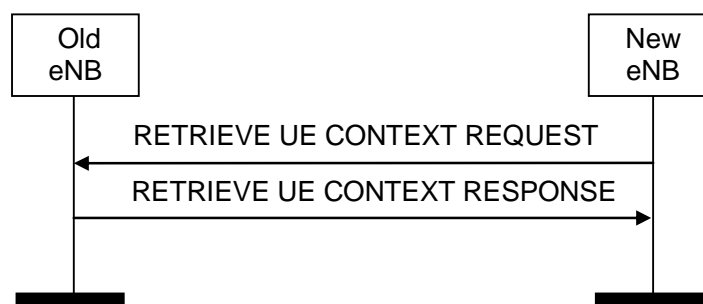 Old
eNB
New
eNB
RETRIEVE UE CONTEXT REQUEST
RETRIEVE UE CONTEXT RESPONSE